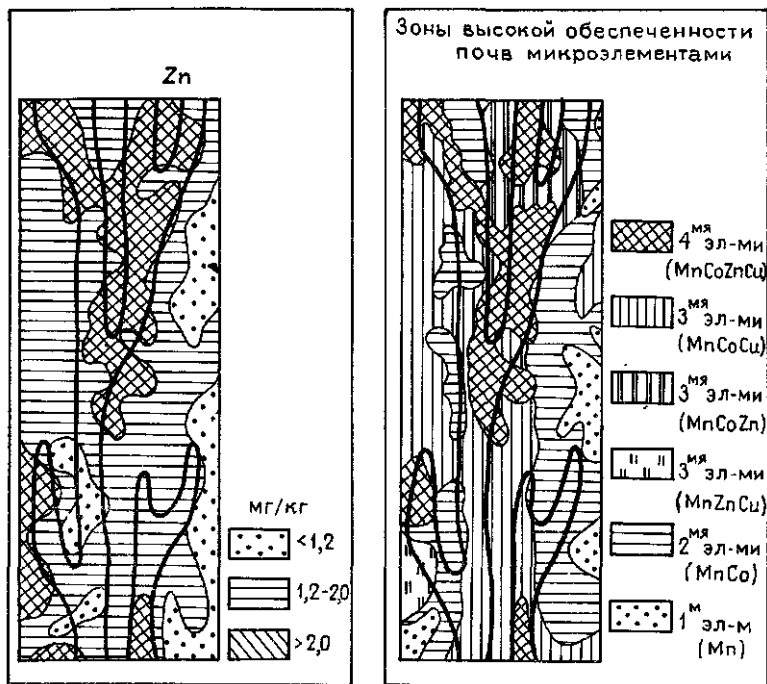 Zn
мг/кг
<1,2
1,2-2,0
>2,0
Зоны высокой обеспеченности
почв микроэлементами
4мя эл-ми
(MnCoZnCu)
3мя эл-ми
(MnCoCu)
3мя эл-ми
(MnCoZn)
3мя эл-ми
(MnZnCu)
2мя эл-ми
(MnCo)
1м эл-м
(Mn)